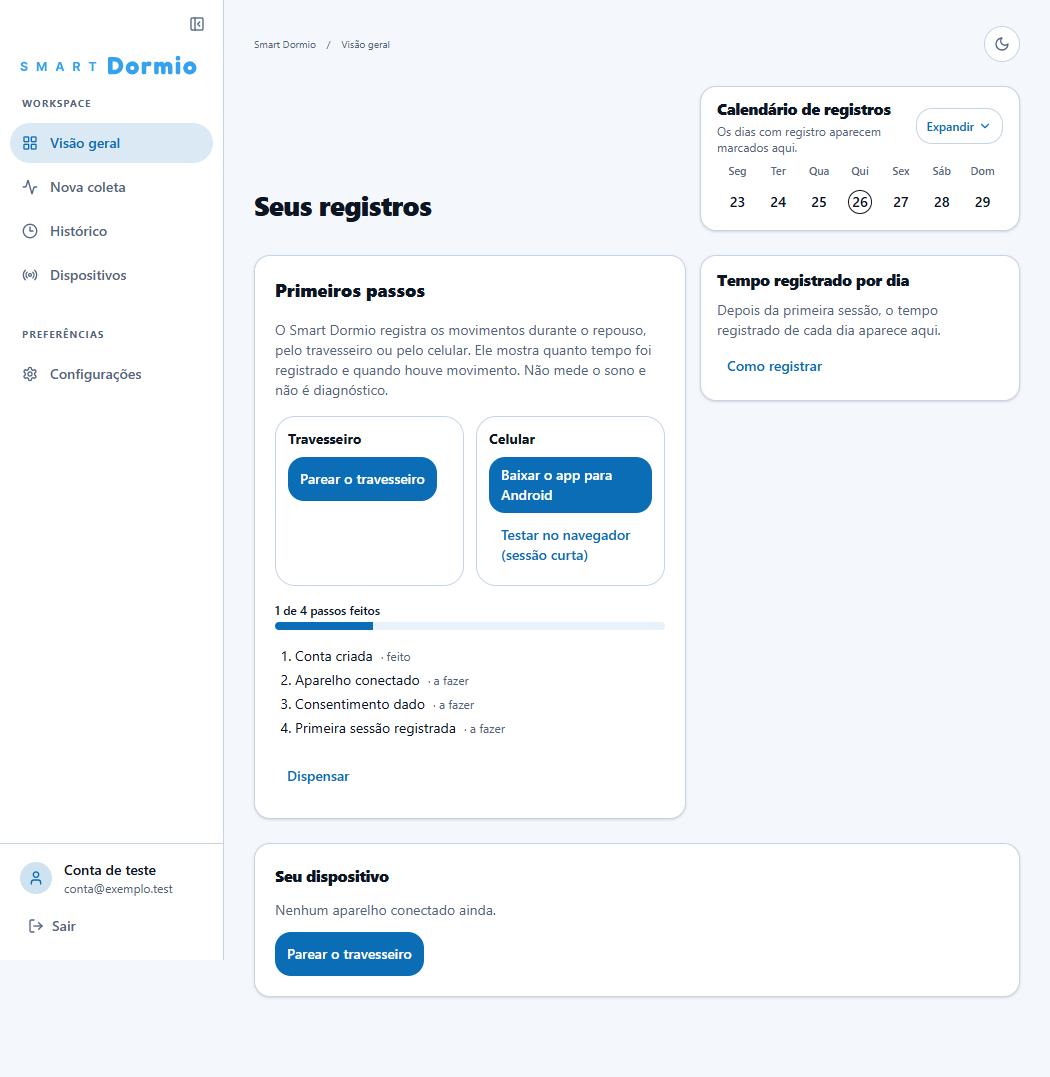 SMART Dormio
WORKSPACE
Visão geral
Nova coleta
Histórico
Dispositivos
PREFERÊNCIAS
Configurações
Conta de teste
conta@exemplo.test
Sair
Smart Dormio / Visão geral
Seus registros
Calendário de registros
Os dias com registro aparecem
marcados aqui.
Expandir
Seg Ter Qua Qui Sex Sáb Dom
23 24 25 26 27 28 29
Primeiros passos
O Smart Dormio registra os movimentos durante o repouso,
pelo travesseiro ou pelo celular. Ele mostra quanto tempo foi
registrado e quando houve movimento. Não mede o sono e
não é diagnóstico.
Travesseiro
Parear o travesseiro
Celular
Baixar o app para
Android
Testar no navegador
(sessão curta)
1 de 4 passos feitos
1. Conta criada · feito
2. Aparelho conectado · a fazer
3. Consentimento dado · a fazer
4. Primeira sessão registrada · a fazer
Dispensar
Tempo registrado por dia
Depois da primeira sessão, o tempo
registrado de cada dia aparece aqui.
Como registrar
Seu dispositivo
Nenhum aparelho conectado ainda.
Parear o travesseiro